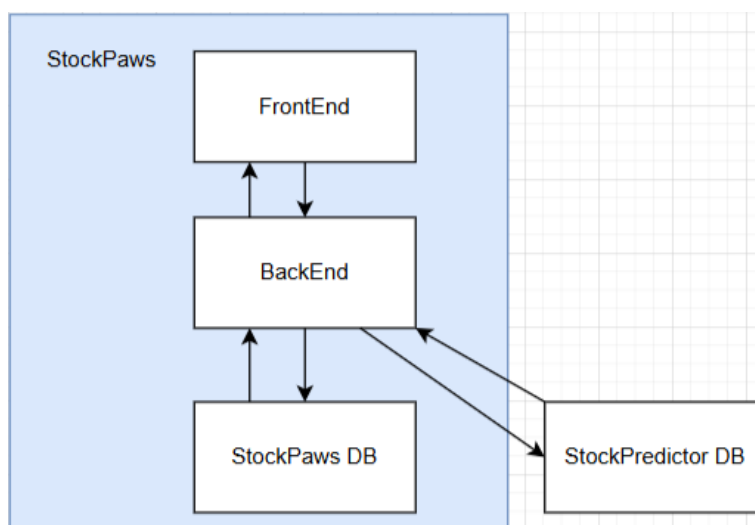 StockPaws
FrontEnd
BackEnd
StockPaws DB
StockPredictor DB